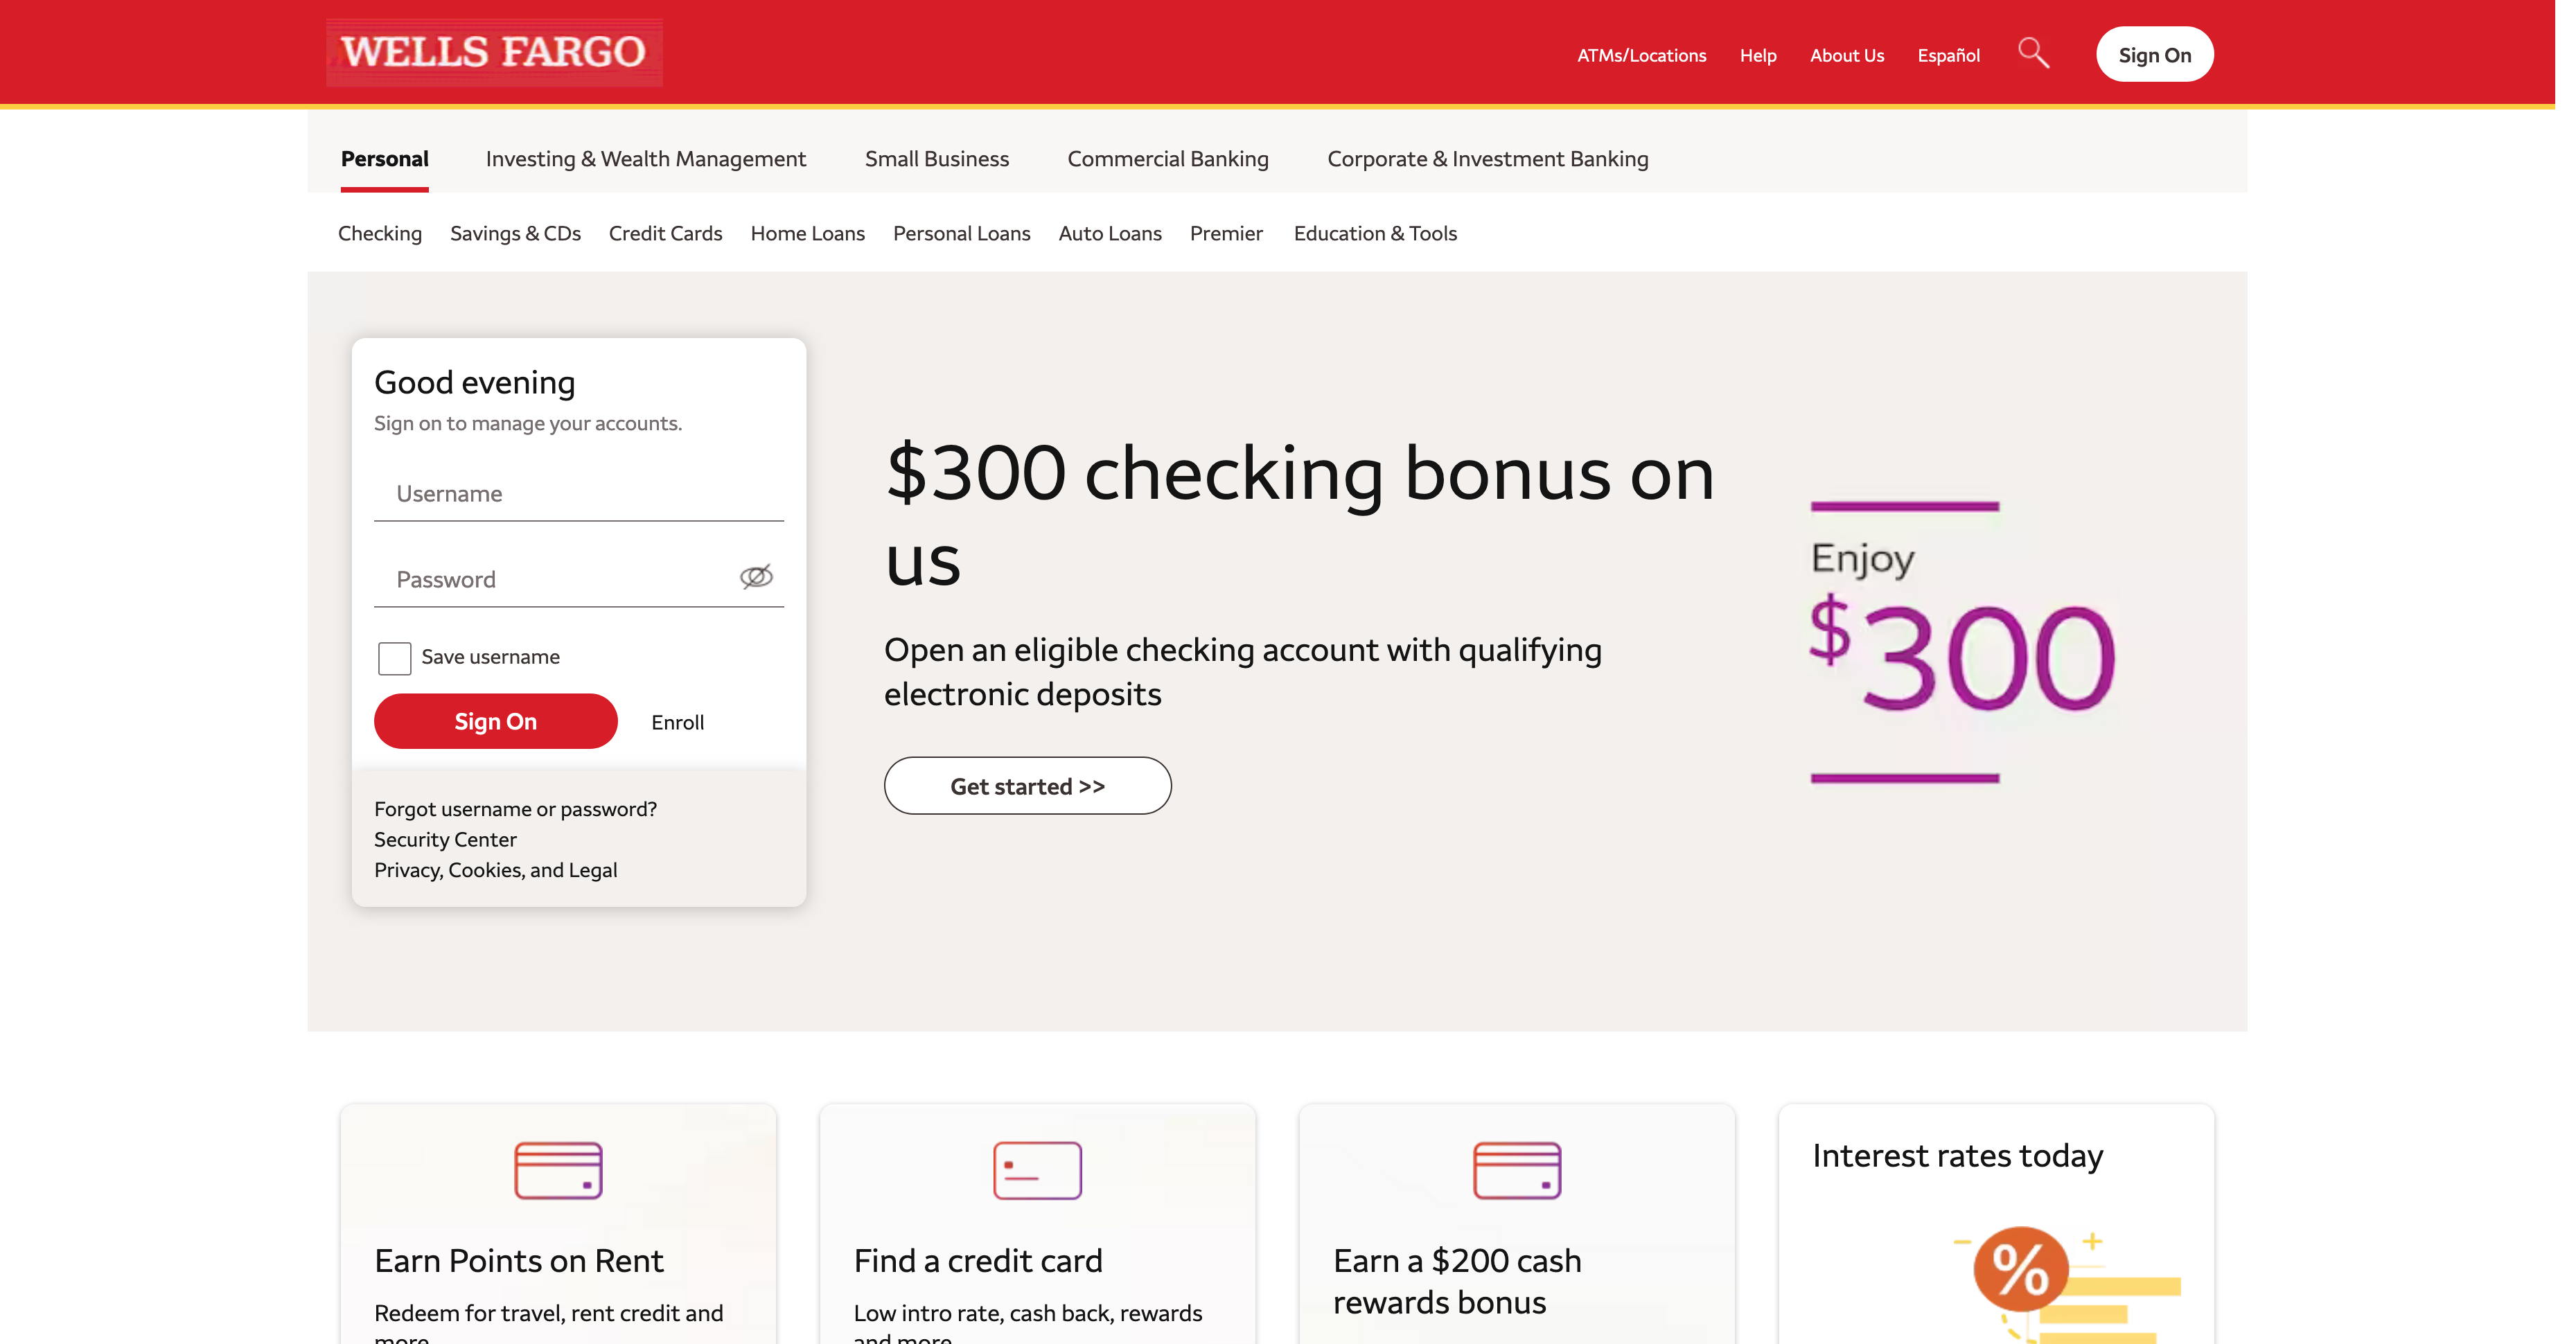 WELLS FARGO
ATMs/Locations Help About Us Español Sign On
Personal Investing & Wealth Management Small Business Commercial Banking Corporate & Investment Banking
Checking Savings & CDs Credit Cards Home Loans Personal Loans Auto Loans Premier Education & Tools
Good evening
Sign on to manage your accounts.
Username
Password
Save username
Sign On Enroll
Forgot username or password?
Security Center
Privacy, Cookies, and Legal
$300 checking bonus on
us
Open an eligible checking account with qualifying
electronic deposits
Get started >>
Enjoy
$300
Earn Points on Rent
Redeem for travel, rent credit and
more
Find a credit card
Low intro rate, cash back, rewards
and more
Earn a $200 cash
rewards bonus
Interest rates today
%